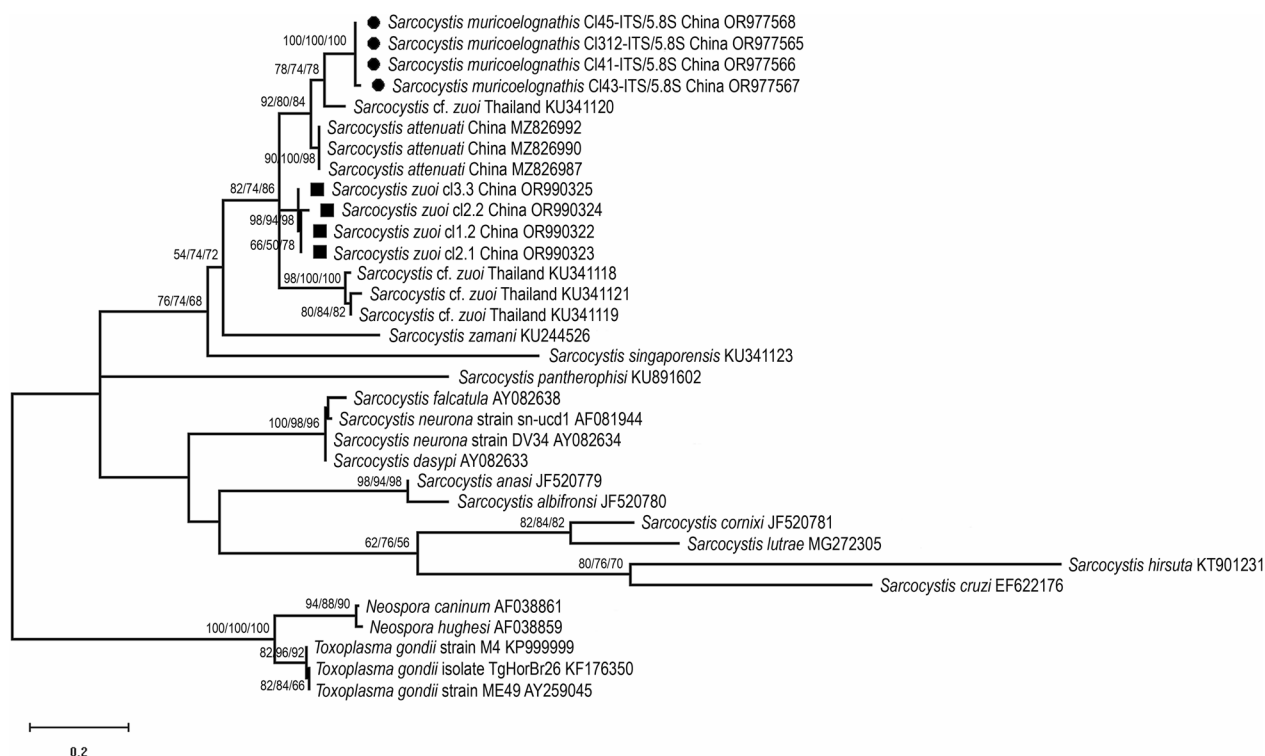 Sarcocystis muricoelognathis Cl45-ITS/5.8S China OR977568
100/100/100
Sarcocystis muricoelognathis Cl312-ITS/5.8S China OR977565
Sarcocystis muricoelognathis Cl41-ITS/5.8S China OR977566
78/74/78
Sarcocystis muricoelognathis Cl43-ITS/5.8S China OR977567
92/80/84
Sarcocystis cf. zuoi Thailand KU341120
Sarcocystis attenuati China MZ826992
Sarcocystis attenuati China MZ826990
90/100/98
Sarcocystis attenuati China MZ826987
82/74/86
Sarcocystis zuoi cl3.3 China OR990325
Sarcocystis zuoi cl2.2 China OR990324
98/94/98
Sarcocystis zuoi cl1.2 China OR990322
66/50/78
Sarcocystis zuoi cl2.1 China OR990323
54/74/72
Sarcocystis cf. zuoi Thailand KU341118
98/100/100
Sarcocystis cf. zuoi Thailand KU341121
76/74/68
80/84/82
Sarcocystis cf. zuoi Thailand KU341119
Sarcocystis zamani KU244526
Sarcocystis singaporensis KU341123
Sarcocystis pantherophisi KU891602
Sarcocystis falcatula AY082638
100/98/96
Sarcocystis neurona strain sn-ucd1 AF081944
Sarcocystis neurona strain DV34 AY082634
Sarcocystis dasypi AY082633
98/94/98
Sarcocystis anasi JF520779
Sarcocystis albifronsi JF520780
82/84/82
Sarcocystis cornixi JF520781
62/76/56
Sarcocystis lutrae MG272305
80/76/70
Sarcocystis hirsuta KT901231
Sarcocystis cruzi EF622176
94/88/90
Neospora caninum AF038861
100/100/100
Neospora hughesi AF038859
82/96/92
Toxoplasma gondii strain M4 KP999999
Toxoplasma gondii isolate TgHorBr26 KF176350
82/84/66
Toxoplasma gondii strain ME49 AY259045
0.2